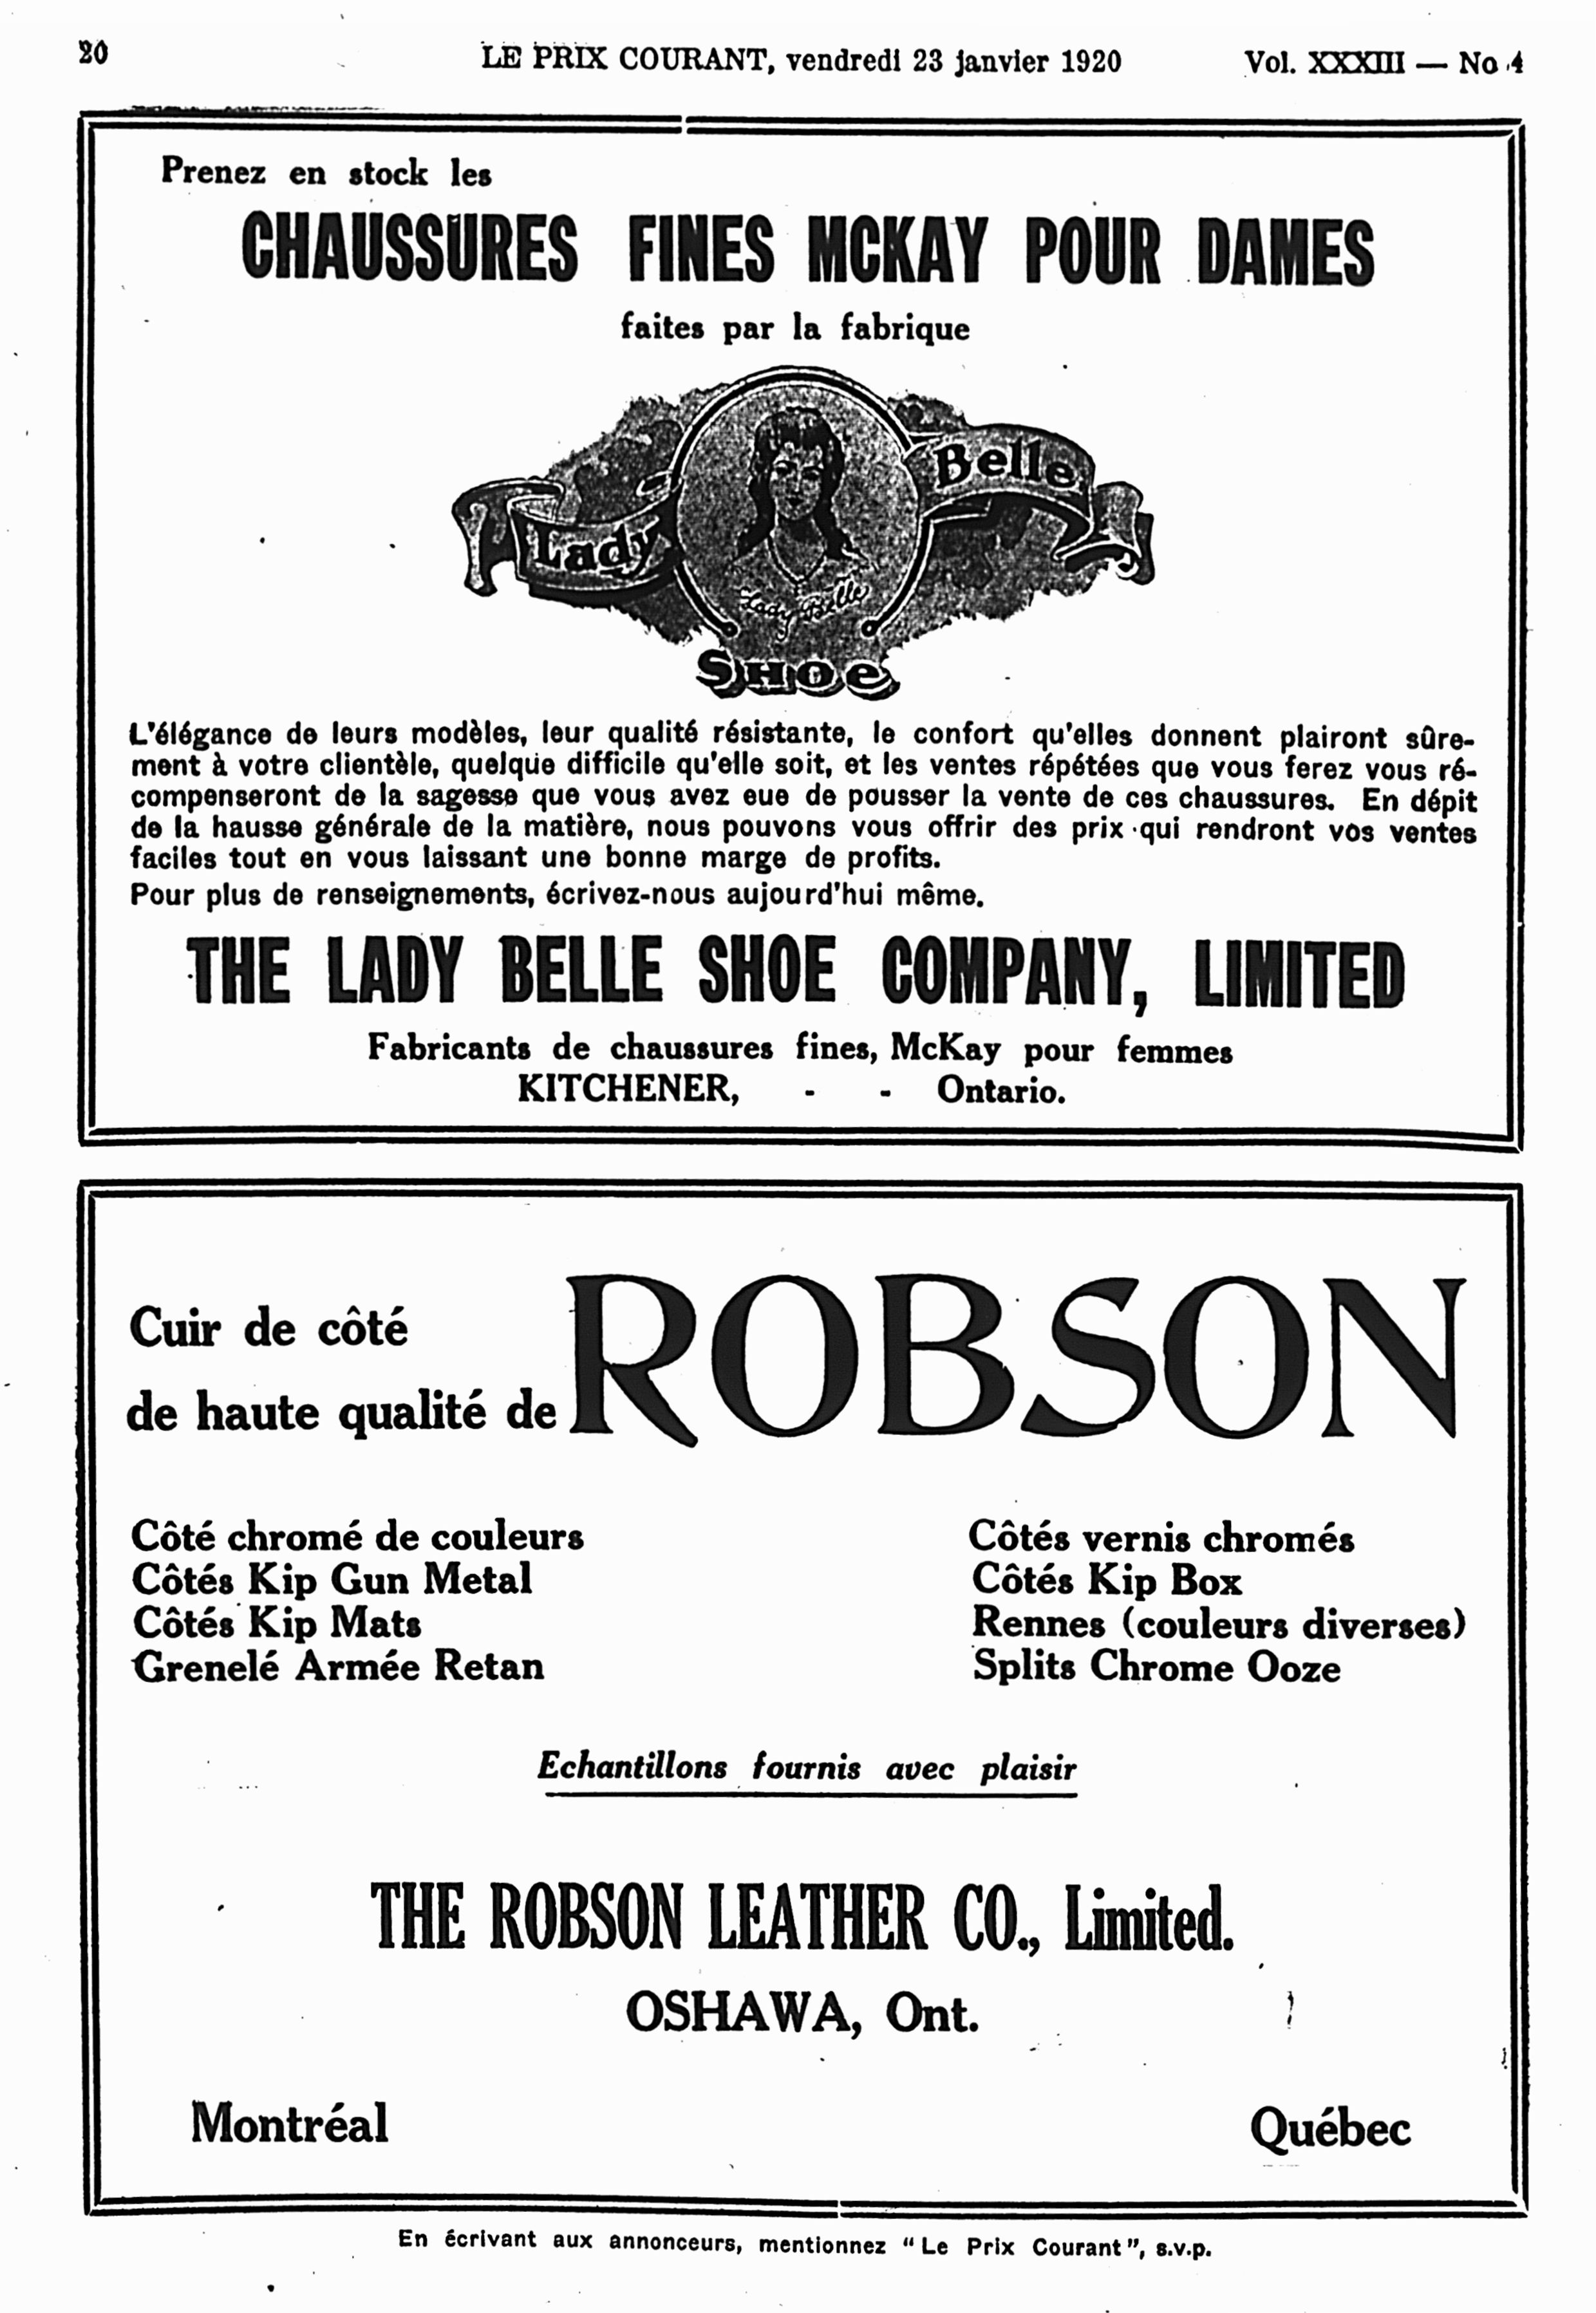 20
LE PRIX COURANT, vendredi 23 janvier 1920
Vol. XXXIII — No 4
Prenez en stock les
CHAUSSURES FINES MCKAY POUR DAMES
faites par la fabrique
Lady Belle
Lady Belle
SHOE
L'élégance de leurs modèles, leur qualité résistante, le confort qu'elles donnent plairont sûre-
ment à votre clientèle, quelque difficile qu'elle soit, et les ventes répétées que vous ferez vous ré-
compenseront de la sagesse que vous avez eue de pousser la vente de ces chaussures. En dépit
de la hausse générale de la matière, nous pouvons vous offrir des prix qui rendront vos ventes
faciles tout en vous laissant une bonne marge de profits.
Pour plus de renseignements, écrivez-nous aujourd'hui même.
THE LADY BELLE SHOE COMPANY, LIMITED
Fabricants de chaussures fines, McKay pour femmes
KITCHENER, - - Ontario.
Cuir de côté
de haute qualité de ROBSON
Côté chromé de couleurs
Côtés Kip Gun Metal
Côtés Kip Mats
Grenelé Armée Retan
Côtés vernis chromés
Côtés Kip Box
Rennes (couleurs diverses)
Splits Chrome Ooze
Echantillons fournis avec plaisir
THE ROBSON LEATHER CO., Limited.
OSHAWA, Ont.
Montréal
Québec
En écrivant aux annonceurs, mentionnez "Le Prix Courant", s.v.p.